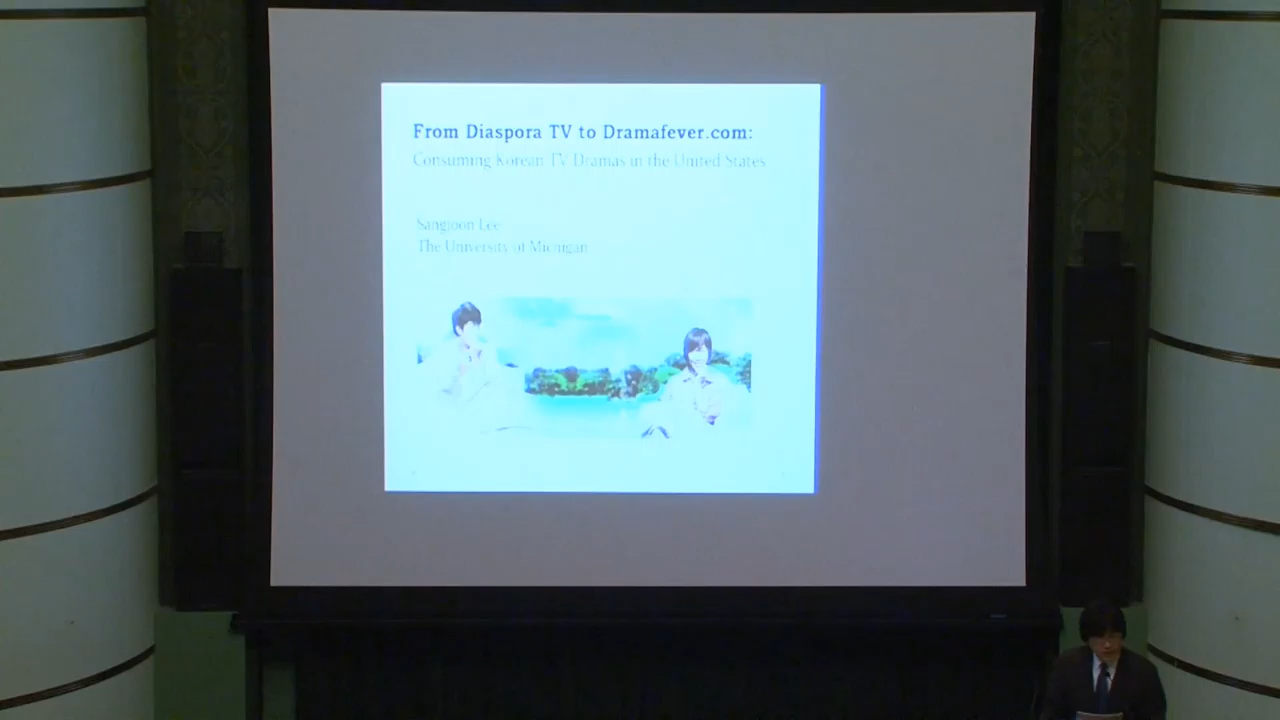 From Diaspora TV to Dramafever.com:
Consuming Korean TV Dramas in the United States
Sangjoon Lee
The University of Michigan